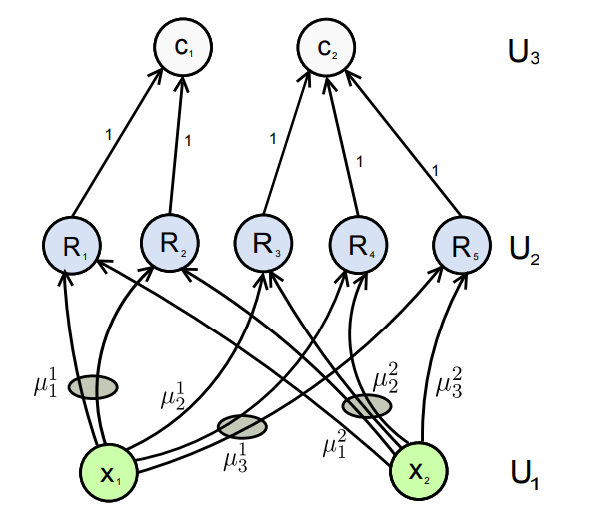 c₁ c₂ U₃
1 1 1 1 1
R₁ R₂ R₃ R₄ R₅ U₂
μ₁¹ μ₂¹ μ₃¹ μ₁² μ₂² μ₃²
x₁ x₂ U₁